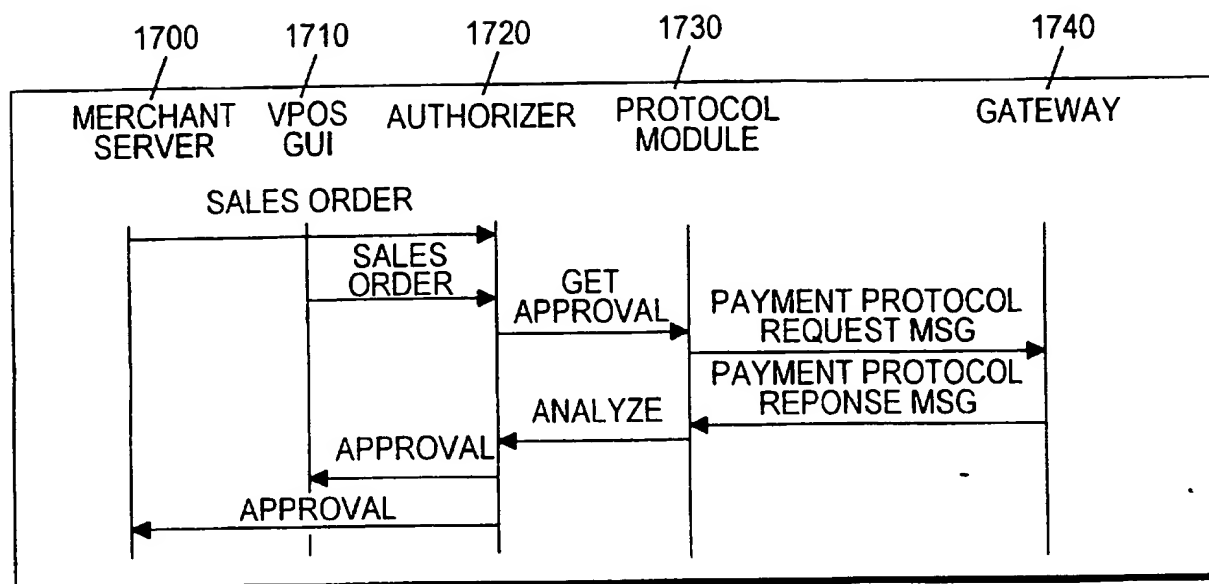 1700
1710
1720
1730
1740
MERCHANT
SERVER
VPOS
GUI
AUTHORIZER
PROTOCOL
MODULE
GATEWAY
SALES ORDER
SALES
ORDER
GET
APPROVAL
PAYMENT PROTOCOL
REQUEST MSG
PAYMENT PROTOCOL
REPONSE MSG
ANALYZE
APPROVAL
APPROVAL